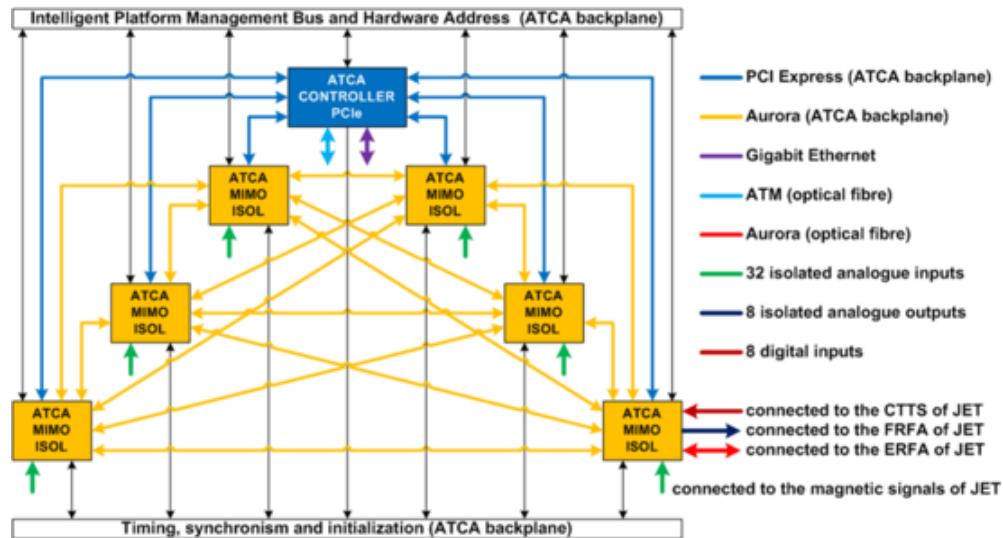 Intelligent Platform Management Bus and Hardware Address (ATCA backplane)
ATCA
CONTROLLER
PCIe
ATCA
MIMO
ISOL
ATCA
MIMO
ISOL
ATCA
MIMO
ISOL
ATCA
MIMO
ISOL
ATCA
MIMO
ISOL
ATCA
MIMO
ISOL
PCI Express (ATCA backplane)
Aurora (ATCA backplane)
Gigabit Ethernet
ATM (optical fibre)
Aurora (optical fibre)
32 isolated analogue inputs
8 isolated analogue outputs
8 digital inputs
connected to the CTTS of JET
connected to the FRFA of JET
connected to the ERFA of JET
connected to the magnetic signals of JET
Timing, synchronism and initialization (ATCA backplane)